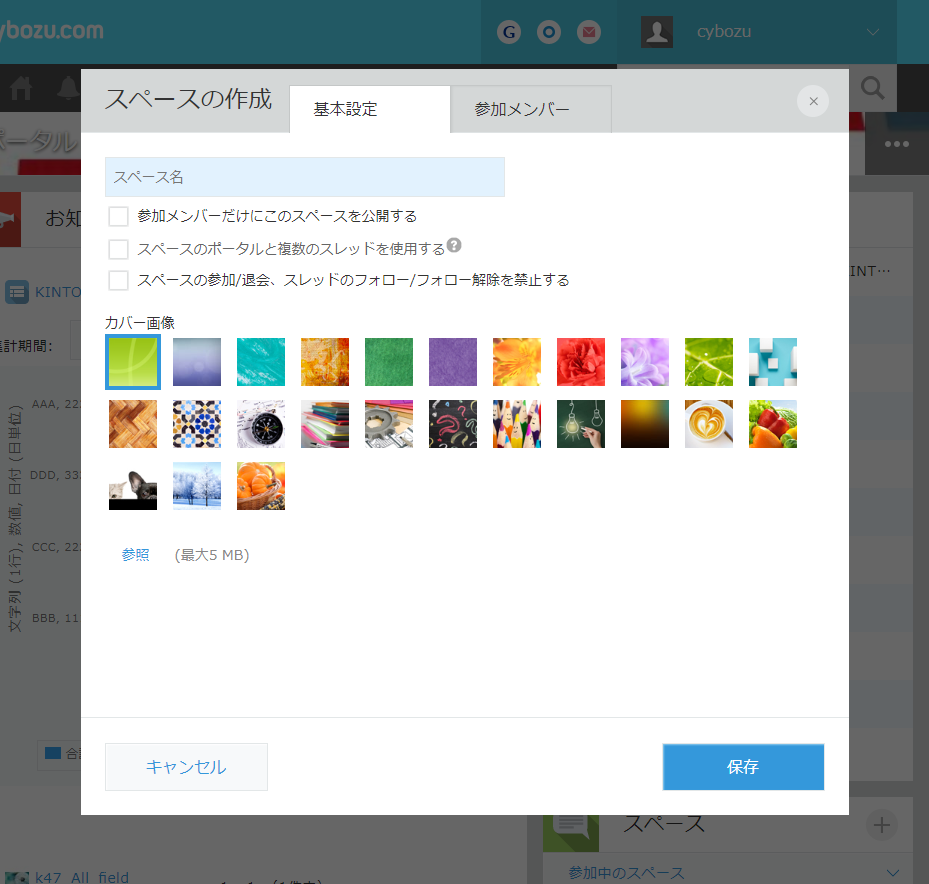 ybozu.com
G
cybozu
スペースの作成
基本設定
参加メンバー
×
ポータル
スペース名
お知
参加メンバーだけにこのスペースを公開する
スペースのポータルと複数のスレッドを使用する?
INT…
スペースの参加/退会、スレッドのフォロー/フォロー解除を禁止する
KINTO
カバー画像
計期間:
AAA, 22
文字列 (1行), 数値, 日付 (日単位)
DDD, 33
CCC, 22
参照
(最大5 MB)
BBB, 11
キャンセル
保存
スペース
参加中のスペース
k47_All_field